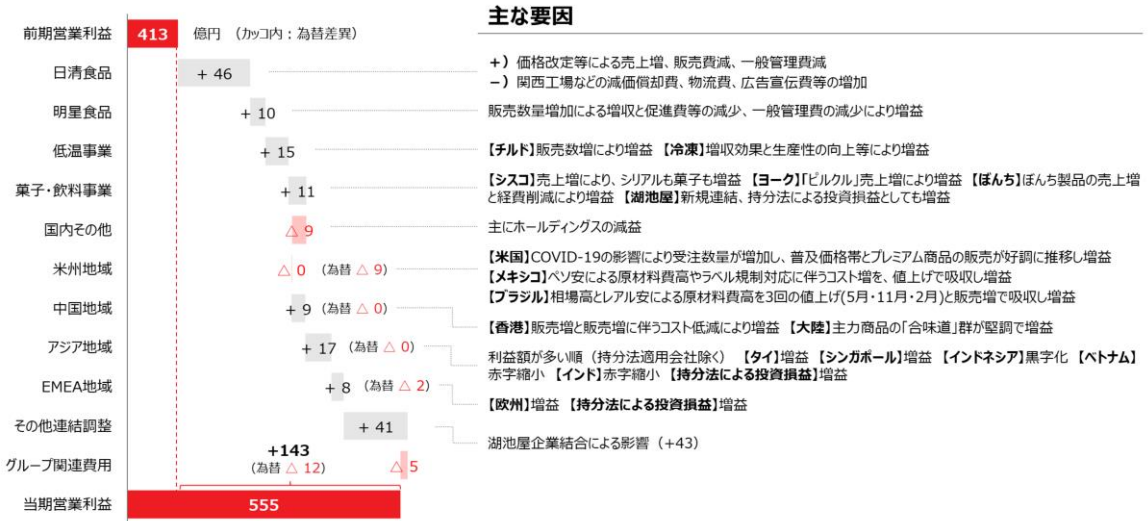 主な要因
前期営業利益 413 億円 (カッコ内：為替差異)
日清食品 + 46
+）価格改定等による売上増、販売費減、一般管理費減
−）関西工場などの減価償却費、物流費、広告宣伝費等の増加
明星食品 + 10
販売数量増加による増収と促進費等の減少、一般管理費の減少により増益
低温事業 + 15
【チルド】販売数増により増益 【冷凍】増収効果と生産性の向上等により増益
菓子・飲料事業 + 11
【シスコ】売上増により、シリアルも菓子も増益 【ヨーク】「ピルクル」売上増により増益 【ぼんち】ぼんち製品の売上増
と経費削減により増益 【湖池屋】新規連結、持分法による投資損益としても増益
国内その他 △ 9
主にホールディングスの減益
米州地域 △ 0 (為替 △ 9)
【米国】COVID-19の影響により受注数量が増加し、普及価格帯とプレミアム商品の販売が好調に推移し増益
【メキシコ】ペソ安による原材料費高やラベル規制対応に伴うコスト増を、値上げで吸収し増益
【ブラジル】相場高とレアル安による原材料費高を3回の値上げ(5月・11月・2月)と販売増で吸収し増益
中国地域 + 9 (為替 △ 0)
【香港】販売増と販売増に伴うコスト低減により増益 【大陸】主力商品の「合味道」群が堅調で増益
アジア地域 + 17 (為替 △ 0)
利益額が多い順（持分法適用会社除く） 【タイ】増益 【シンガポール】増益 【インドネシア】黒字化 【ベトナム】
赤字縮小 【インド】赤字縮小 【持分法による投資損益】増益
EMEA地域 + 8 (為替 △ 2)
【欧州】増益 【持分法による投資損益】増益
その他連結調整 + 41
湖池屋企業結合による影響（+43）
グループ関連費用 △ 5
+143
(為替 △ 12)
当期営業利益 555